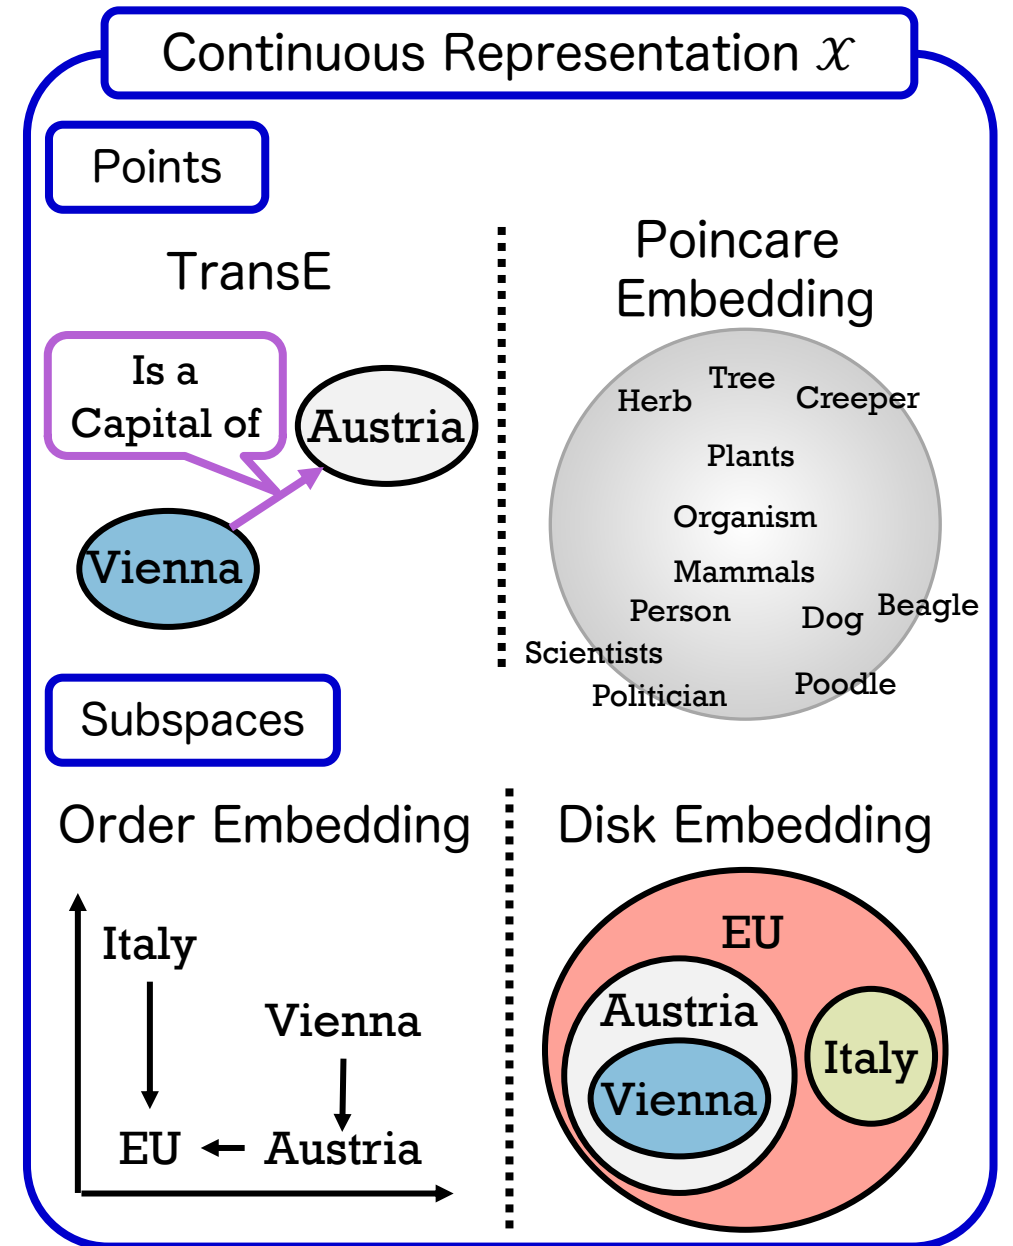 Continuous Representation 𝒳
Points
TransE
Is a
Capital of
Austria
Vienna
Poincare
Embedding
Tree
Herb
Creeper
Plants
Organism
Mammals
Person
Dog
Beagle
Scientists
Politician
Poodle
Subspaces
Order Embedding
Italy
Vienna
EU
Austria
Disk Embedding
EU
Austria
Vienna
Italy